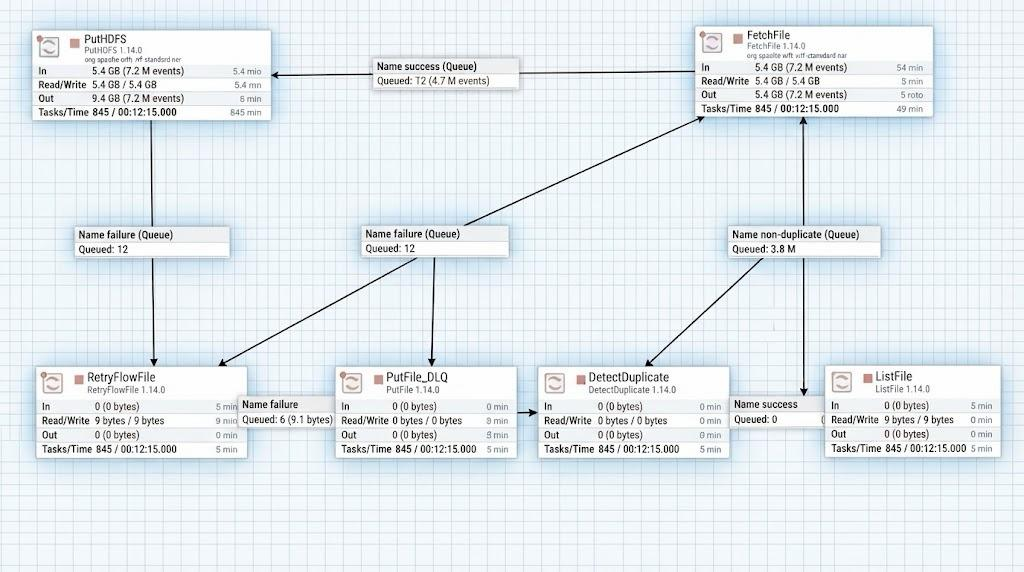 PutHDFS
PutHDFS 1.14.0
In 5.4 GB (7.2 M events) 5.4 mio
Read/Write 5.4 GB / 5.4 GB 5.4 mn
Out 9.4 GB (7.2 M events) 5 min
Tasks/Time 845 / 00:12:15.000 845 min
Name success (Queue)
Queued: T2 (4.7 M events)
FetchFile
FetchFile 1.14.0
In 5.4 GB (7.2 M events) 54 min
Read/Write 5.4 GB / 5.4 GB 5 min
Out 5.4 GB (7.2 M events) 5 roto
Tasks/Time 845 / 00:12:15.000 49 min
Name failure (Queue)
Queued: 12
Name failure (Queue)
Queued: 12
Name non-duplicate (Queue)
Queued: 3.8 M
RetryFlowFile
RetryFlowFile 1.14.0
In 0 (0 bytes) 5 min
Read/Write 9 bytes / 9 bytes 9 min
Out 0 (0 bytes) 5 min
Tasks/Time 845 / 00:12:15.000 5 min
Name failure
Queued: 6 (9.1 bytes)
PutFile_DLQ
PutFile 1.14.0
In 0 (0 bytes) 0 min
Read/Write 0 bytes / 0 bytes min
Out 0 (0 bytes) min
Tasks/Time 845 / 00:12:15.000 5 min
DetectDuplicate
DetectDuplicate 1.14.0
In 0 (0 bytes) 0 min
Read/Write 0 bytes / 0 bytes 0 min
Out 0 (0 bytes) 0 min
Tasks/Time 845 / 00:12:15.000 5 min
Name success
Queued: 0
ListFile
ListFile 1.14.0
In 0 (0 bytes) 5 min
Read/Write 9 bytes / 9 bytes 0 min
Out 0 (0 bytes) 5 min
Tasks/Time 845 / 00:12:15.000 5 min